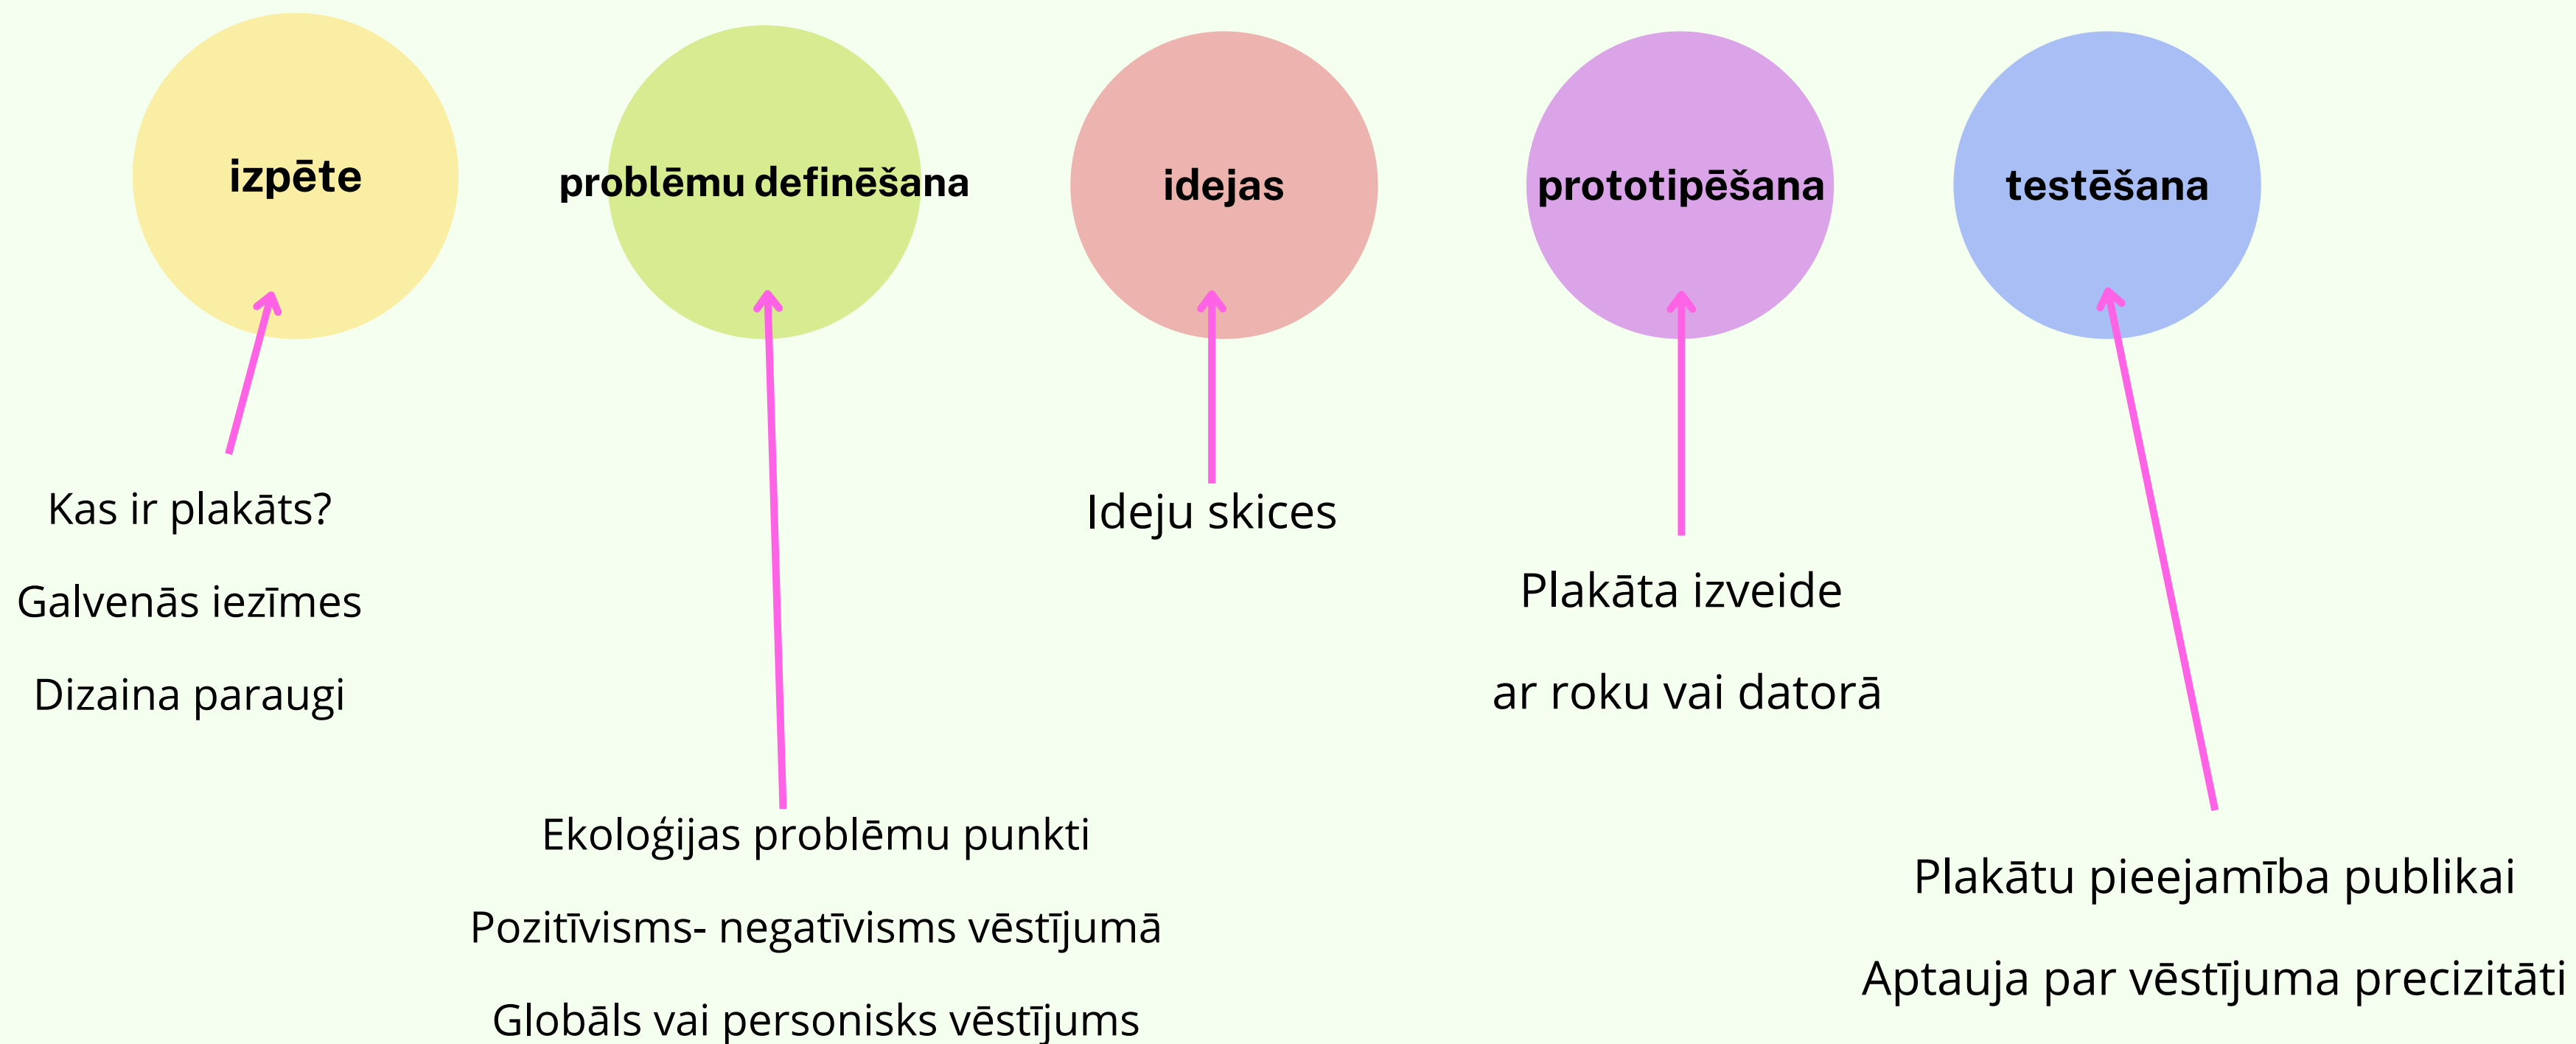 izpēte
problēmu definēšana
idejas
prototipēšana
testēšana
Kas ir plakāts?
Galvenās iezīmes
Dizaina paraugi
Ekoloģijas problēmu punkti
Pozitīvisms- negatīvisms vēstījumā
Globāls vai personisks vēstījums
Ideju skices
Plakāta izveide
ar roku vai datorā
Plakātu pieejamība publikai
Aptauja par vēstījuma precizitāti